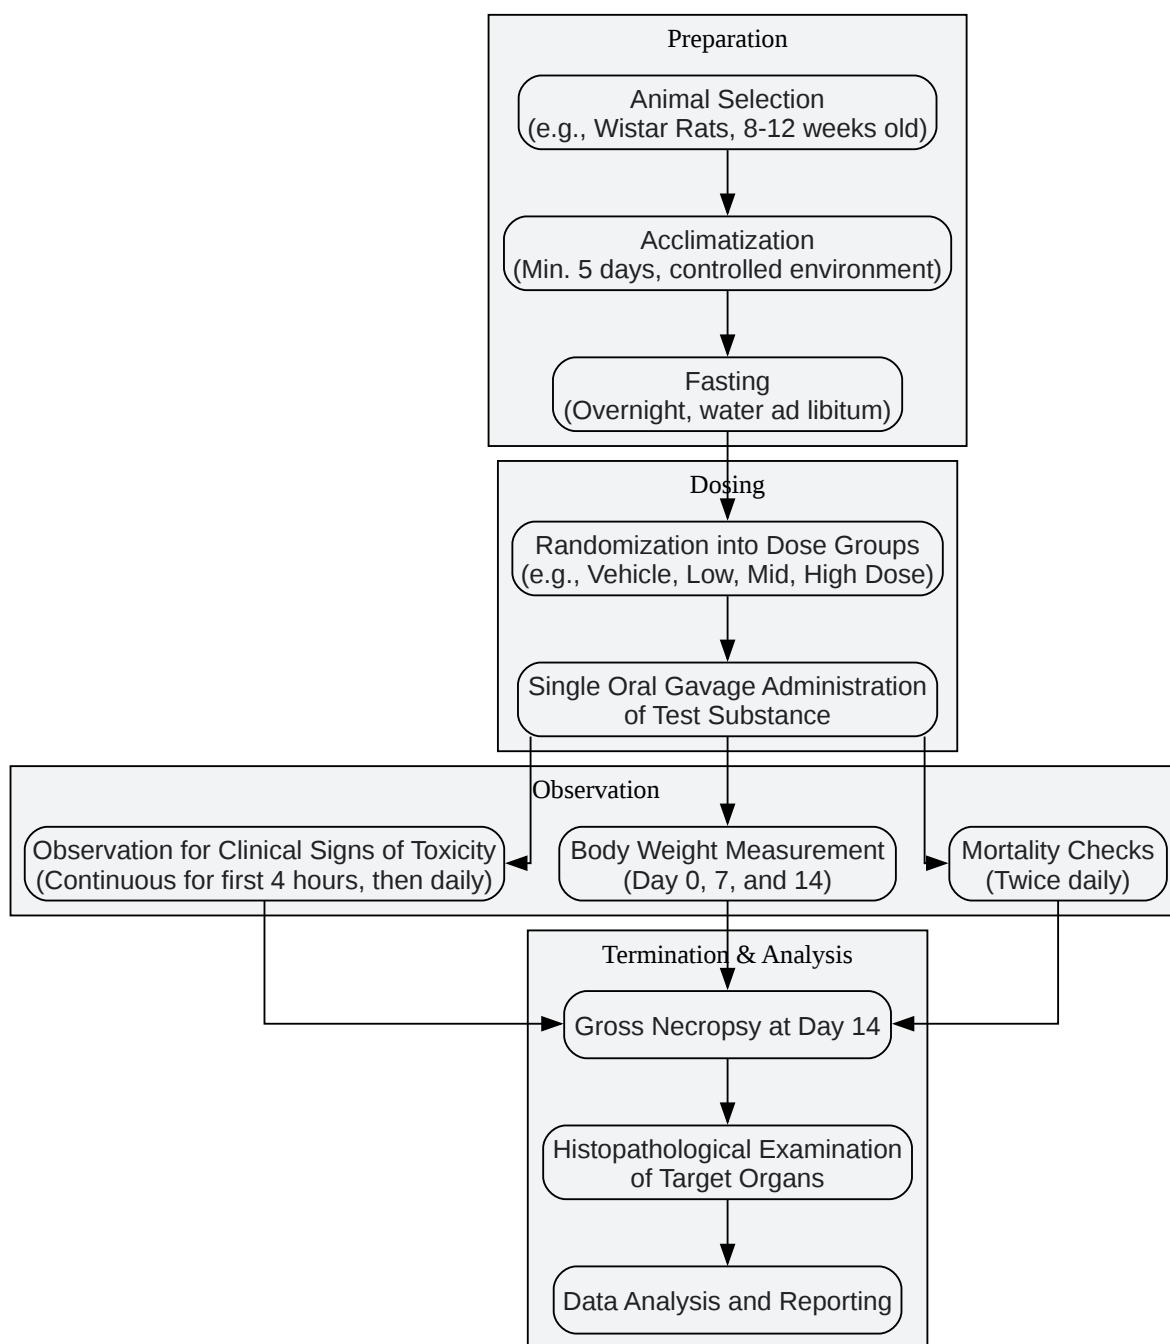 Preparation
Animal Selection
(e.g., Wistar Rats, 8-12 weeks old)
Acclimatization
(Min. 5 days, controlled environment)
Fasting
(Overnight, water ad libitum)
Dosing
Randomization into Dose Groups
(e.g., Vehicle, Low, Mid, High Dose)
Single Oral Gavage Administration
of Test Substance
Observation
Observation for Clinical Signs of Toxicity
(Continuous for first 4 hours, then daily)
Body Weight Measurement
(Day 0, 7, and 14)
Mortality Checks
(Twice daily)
Termination & Analysis
Gross Necropsy at Day 14
Histopathological Examination
of Target Organs
Data Analysis and Reporting